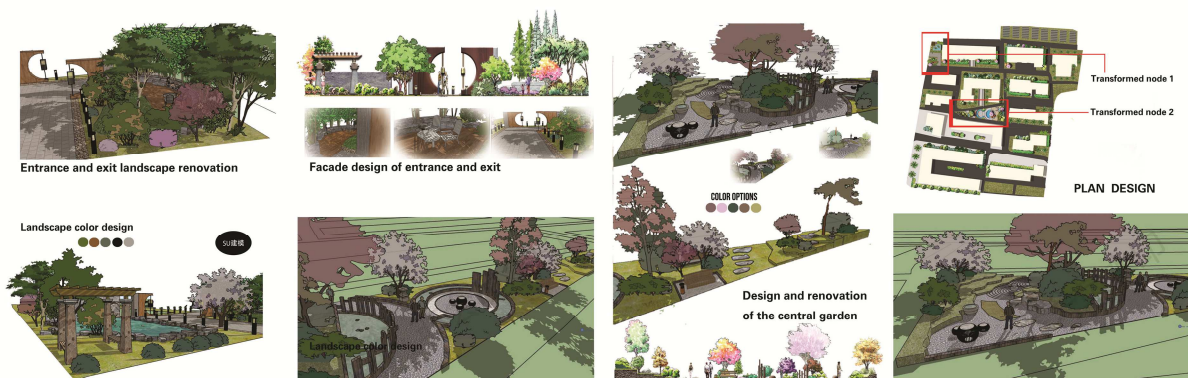 Entrance and exit landscape renovation
Facade design of entrance and exit
Landscape color design
SU建模
Landscape color design
COLOR OPTIONS
Design and renovation
of the central garden
Transformed node 1
Transformed node 2
PLAN DESIGN